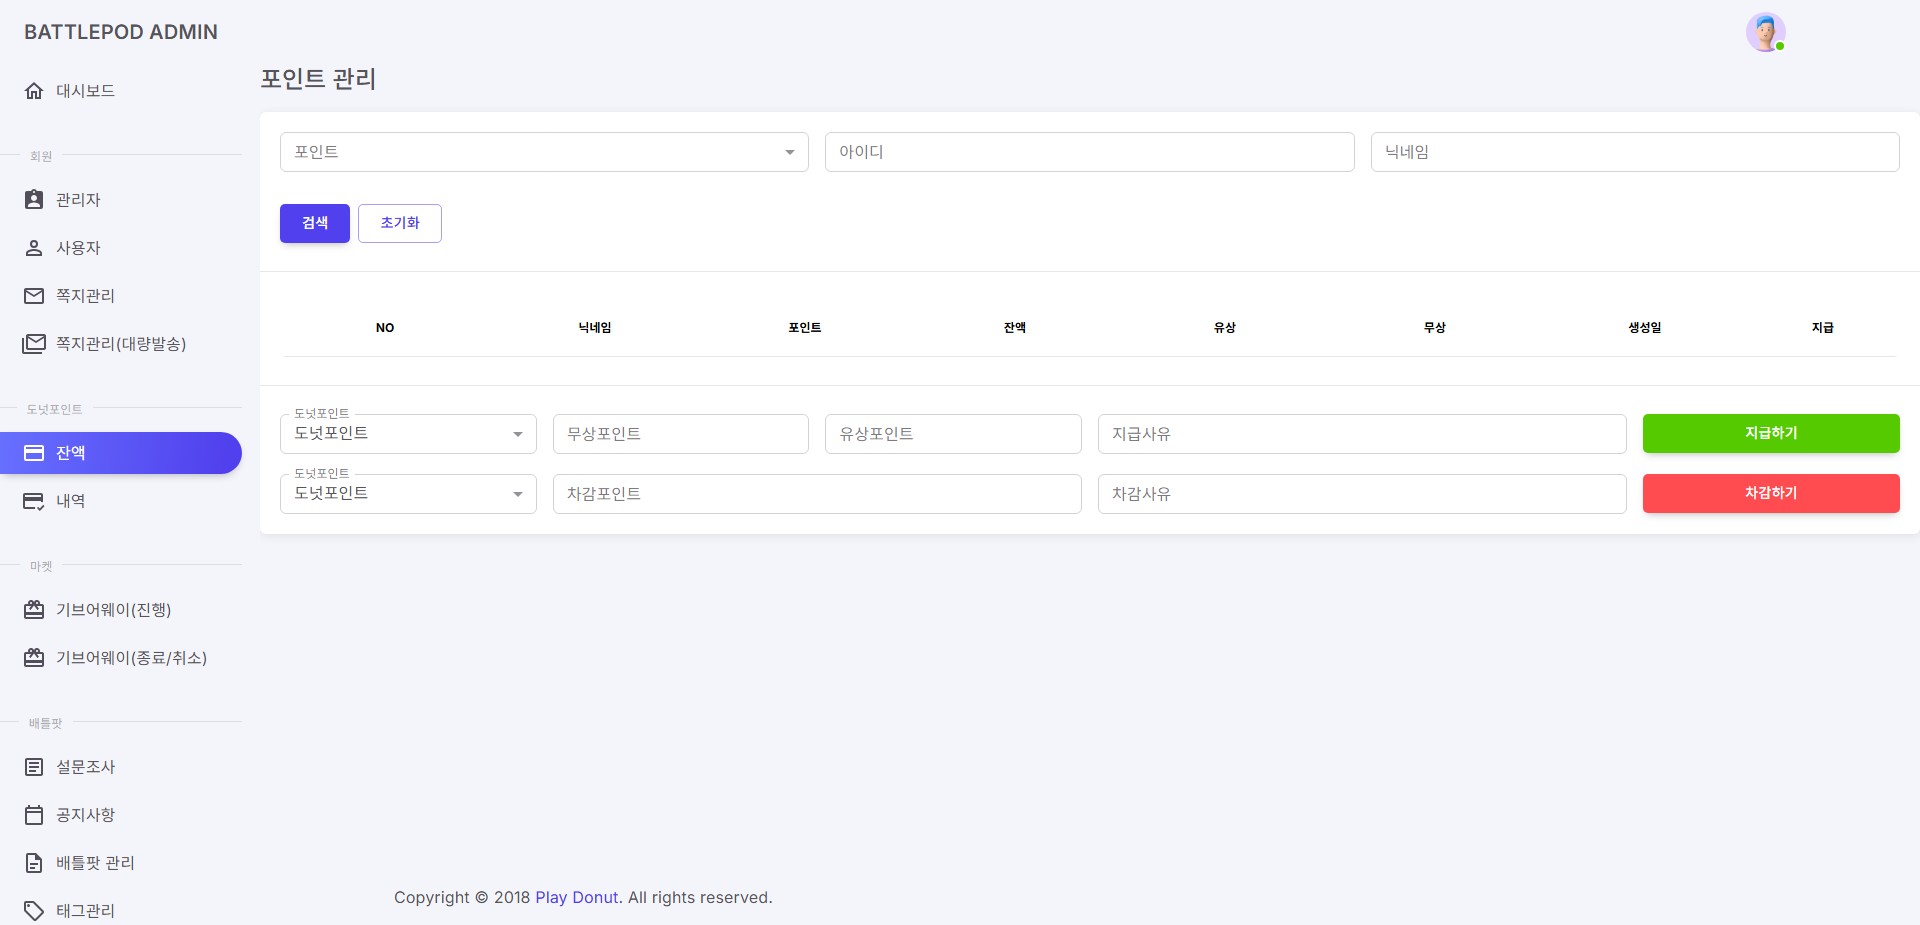 BATTLEPOD ADMIN
대시보드
회원
관리자
사용자
쪽지관리
쪽지관리(대량발송)
도넛포인트
잔액
내역
마켓
기브어웨이(진행)
기브어웨이(종료/취소)
배틀팟
설문조사
공지사항
배틀팟 관리
태그관리
포인트 관리
포인트 아이디 닉네임
검색 초기화
NO 닉네임 포인트 잔액 유상 무상 생성일 지급
도넛포인트
도넛포인트 무상포인트 유상포인트 지급사유 지급하기
도넛포인트
도넛포인트 차감포인트 차감사유 차감하기
Copyright © 2018 Play Donut. All rights reserved.